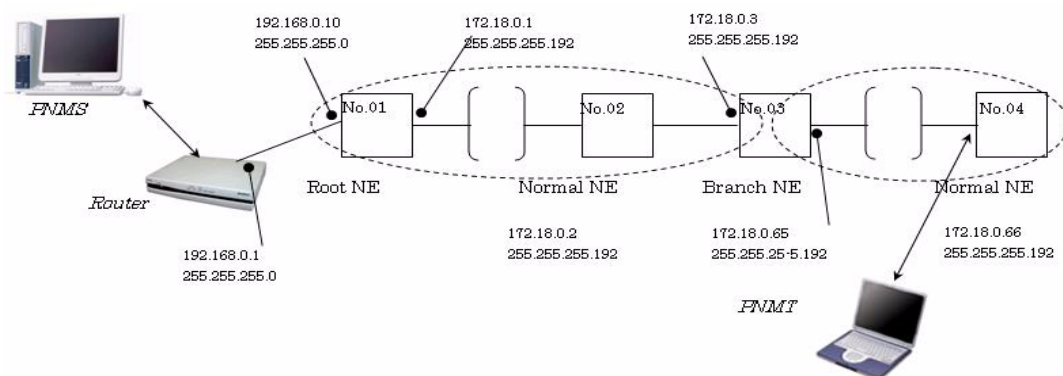 192.168.0.10
255.255.255.0
172.18.0.1
255.255.255.192
172.18.0.3
255.255.255.192
PNMS
No.01
No.02
No.03
No.04
Router
Root NE
Normal NE
Branch NE
Normal NE
192.168.0.1
255.255.255.0
172.18.0.2
255.255.255.192
172.18.0.65
255.255.25-5.192
172.18.0.66
255.255.255.192
PNMT